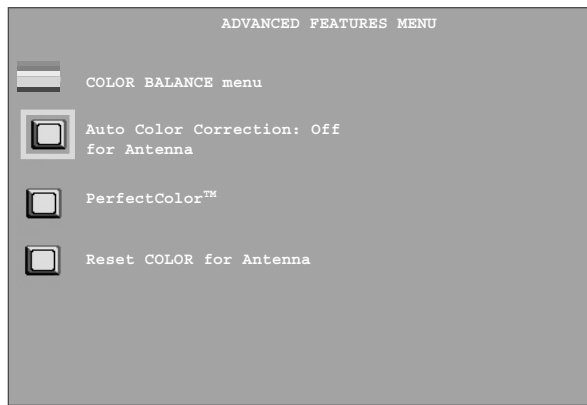 ADVANCED FEATURES MENU
COLOR BALANCE menu
Auto Color Correction: Off
for Antenna
PerfectColor™
Reset COLOR for Antenna